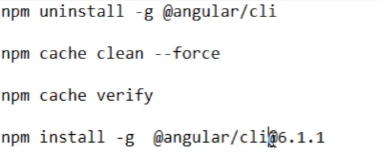 npm uninstall -g @angular/cli
npm cache clean --force
npm cache verify
npm install -g  @angular/cli@6.1.1